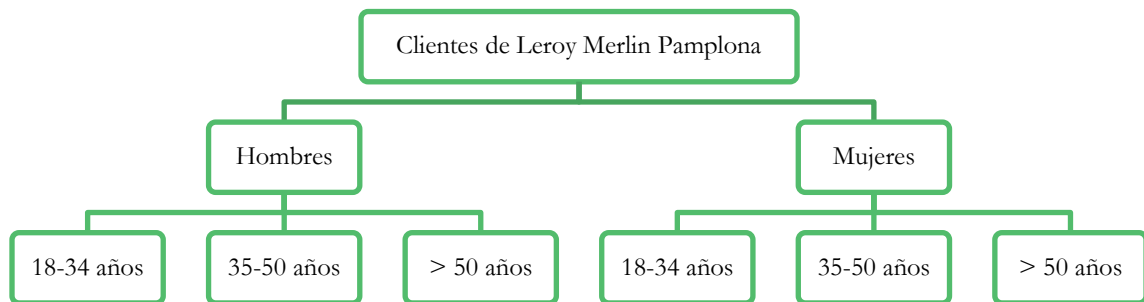 Clientes de Leroy Merlin Pamplona
Hombres
Mujeres
18-34 años
35-50 años
> 50 años
18-34 años
35-50 años
> 50 años